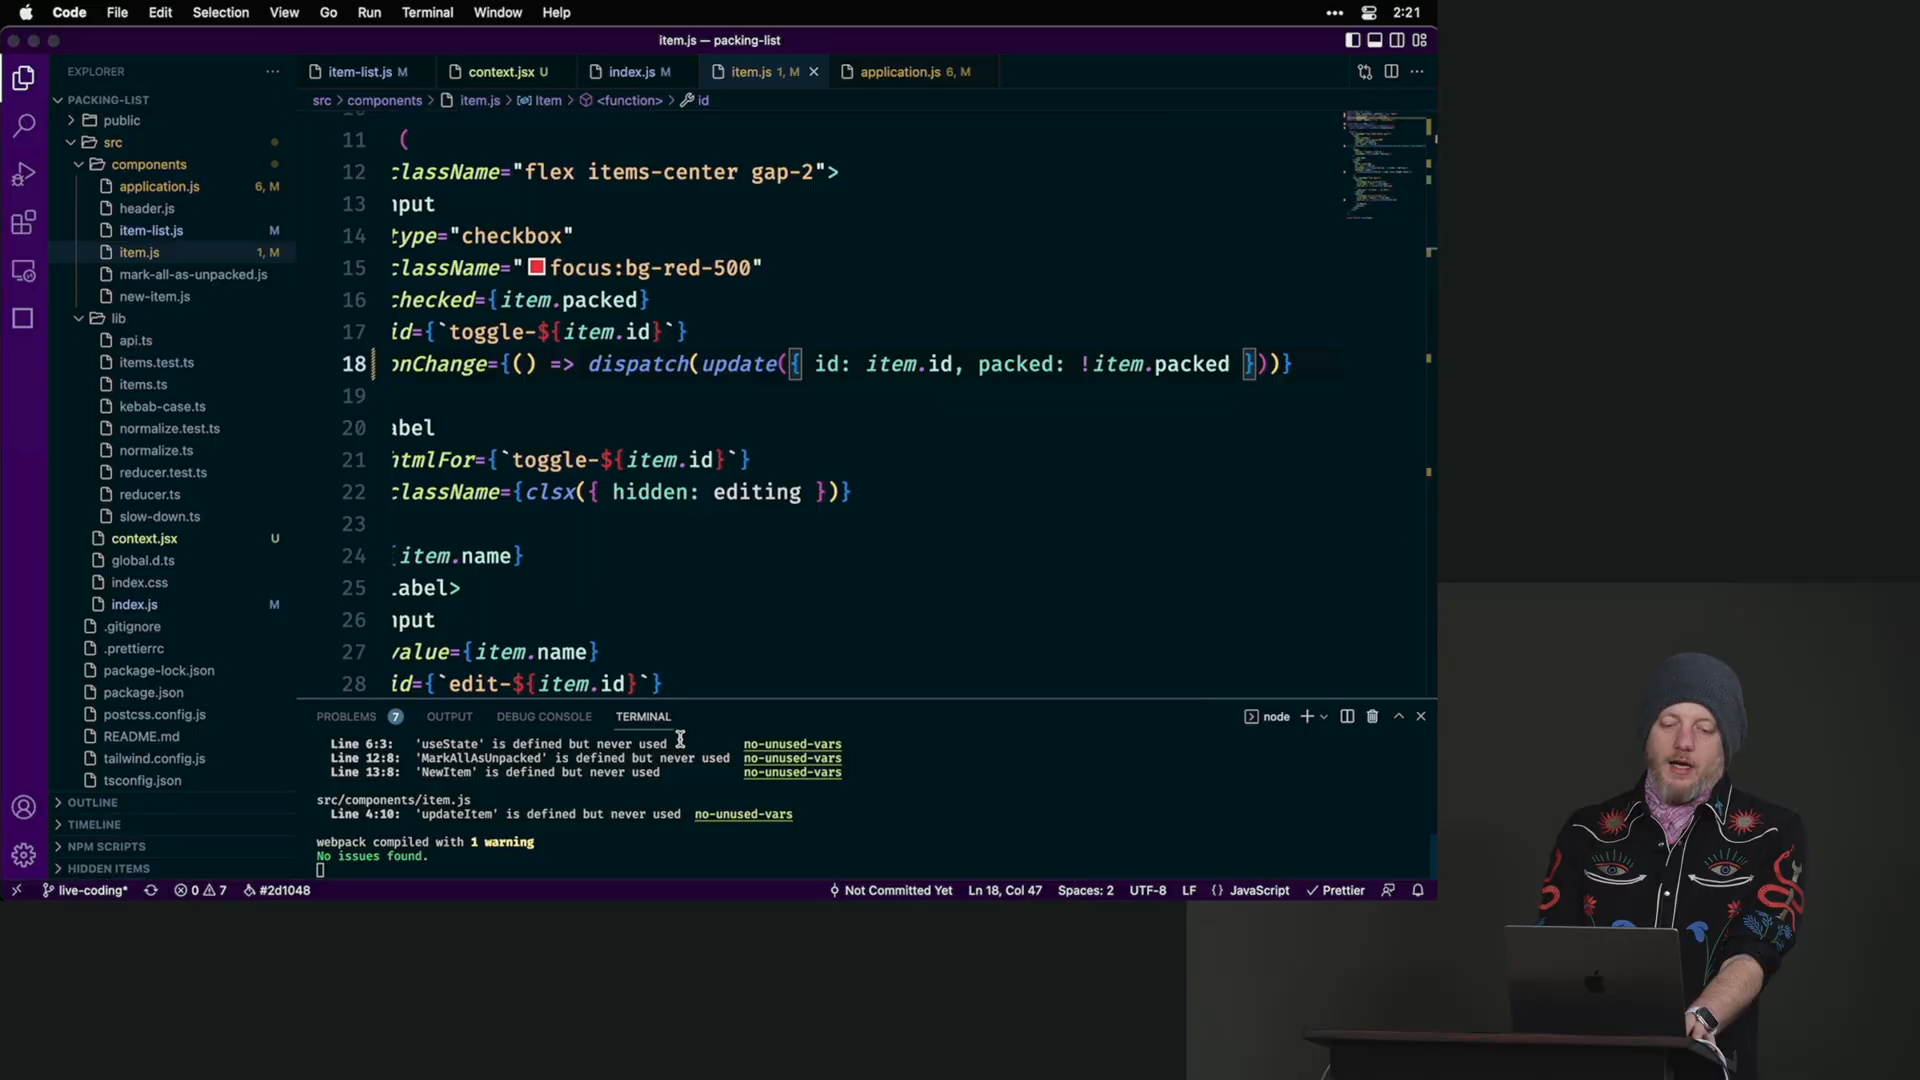 Code File Edit Selection View Go Run Terminal Window Help 2:21
item.js — packing-list
EXPLORER
item-list.js M
context.jsx U
index.js M
item.js 1, M
application.js 6, M
src > components > item.js > Item > <function> > id
PACKING-LIST
public
src
components
application.js 6, M
header.js
item-list.js M
item.js 1, M
mark-all-as-unpacked.js
new-item.js
lib
api.ts
items.test.ts
items.ts
kebab-case.ts
normalize.test.ts
normalize.ts
reducer.test.ts
reducer.ts
slow-down.ts
context.jsx U
global.d.ts
index.css
index.js M
.gitignore
.prettierrc
package-lock.json
package.json
postcss.config.js
README.md
tailwind.config.js
tsconfig.json
OUTLINE
TIMELINE
NPM SCRIPTS
HIDDEN ITEMS
11 (
12 className="flex items-center gap-2">
13 nput
14 type="checkbox"
15 className="focus:bg-red-500"
16 checked={item.packed}
17 id={`toggle-${item.id}`}
18 onChange={() => dispatch(update({ id: item.id, packed: !item.packed }))}
19
20 abel
21 htmlFor={`toggle-${item.id}`}
22 className={clsx({ hidden: editing })}
23
24 {item.name}
25 label>
26 nput
27 value={item.name}
28 id={`edit-${item.id}`}
PROBLEMS 7 OUTPUT DEBUG CONSOLE TERMINAL node
Line 6:3: 'useState' is defined but never used no-unused-vars
Line 12:8: 'MarkAllAsUnpacked' is defined but never used no-unused-vars
Line 13:8: 'NewItem' is defined but never used no-unused-vars
src/components/item.js
Line 4:10: 'updateItem' is defined but never used no-unused-vars
webpack compiled with 1 warning
No issues found.
live-coding* 0 7 #2d1048 Not Committed Yet Ln 18, Col 47 Spaces: 2 UTF-8 LF {} JavaScript Prettier